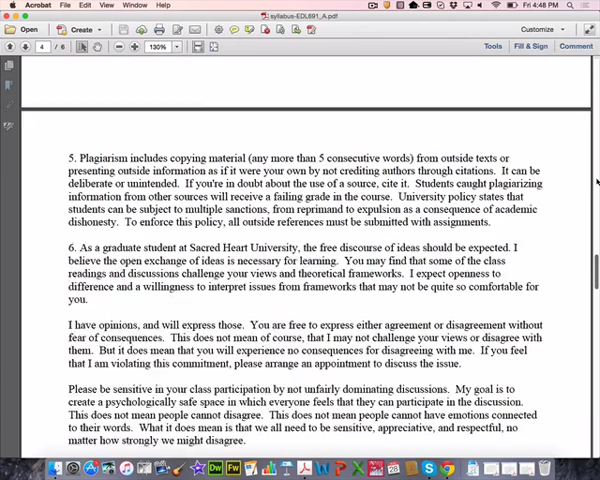 Acrobat File Edit View Window Help Fri 4:48 PM
syllabus-EDL691_A.pdf
Open Create 130% Customize
4 / 6 Tools Fill & Sign Comment
5. Plagiarism includes copying material (any more than 5 consecutive words) from outside texts or
presenting outside information as if it were your own by not crediting authors through citations. It can be
deliberate or unintended. If you're in doubt about the use of a source, cite it. Students caught plagiarizing
information from other sources will receive a failing grade in the course. University policy states that
students can be subject to multiple sanctions, from reprimand to expulsion as a consequence of academic
dishonesty. To enforce this policy, all outside references must be submitted with assignments.
6. As a graduate student at Sacred Heart University, the free discourse of ideas should be expected. I
believe the open exchange of ideas is necessary for learning. You may find that some of the class
readings and discussions challenge your views and theoretical frameworks. I expect openness to
difference and a willingness to interpret issues from frameworks that may not be quite so comfortable for
you.
I have opinions, and will express those. You are free to express either agreement or disagreement without
fear of consequences. This does not mean of course, that I may not challenge your views or disagree with
them. But it does mean that you will experience no consequences for disagreeing with me. If you feel
that I am violating this commitment, please arrange an appointment to discuss the issue.
Please be sensitive in your class participation by not unfairly dominating discussions. My goal is to
create a psychologically safe space in which everyone feels that they can participate in the discussion.
This does not mean people cannot disagree. This does not mean people cannot have emotions connected
to their words. What it does mean is that we all need to be sensitive, appreciative, and respectful, no
matter how strongly we might disagree.
Dw Fw